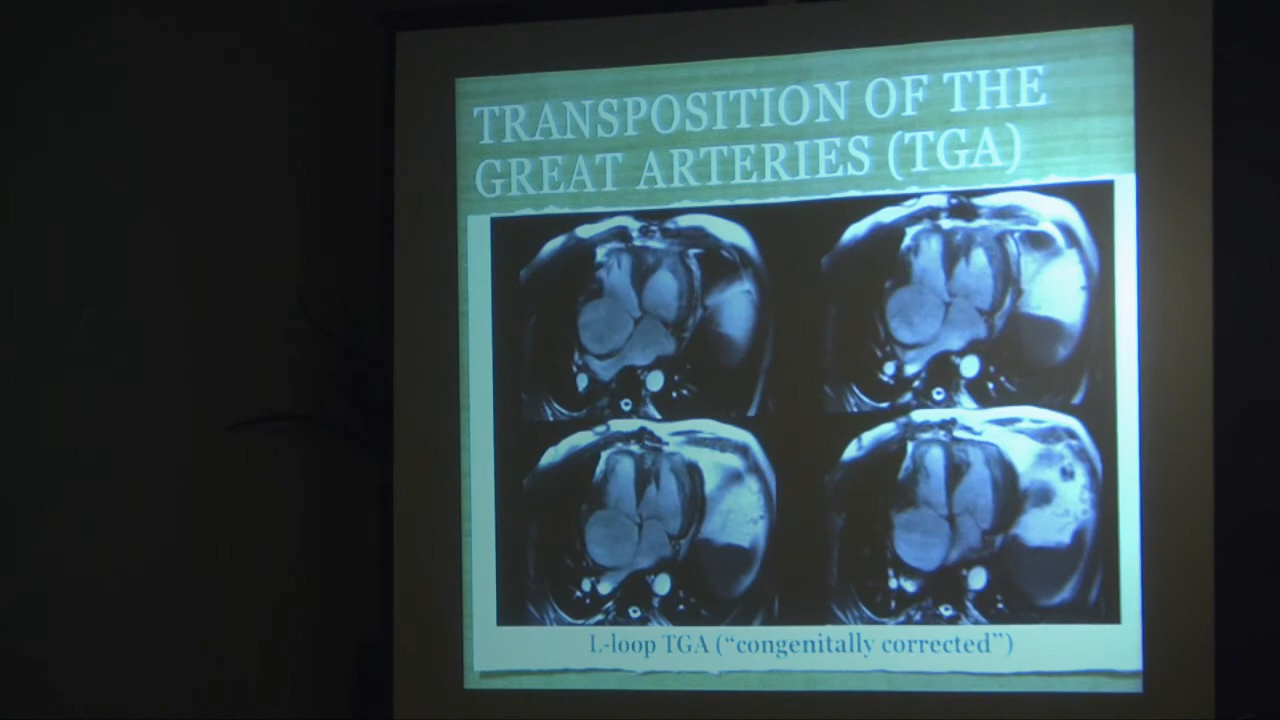 TRANSPOSITION OF THE
GREAT ARTERIES (TGA)
L-loop TGA (“congenitally corrected”)